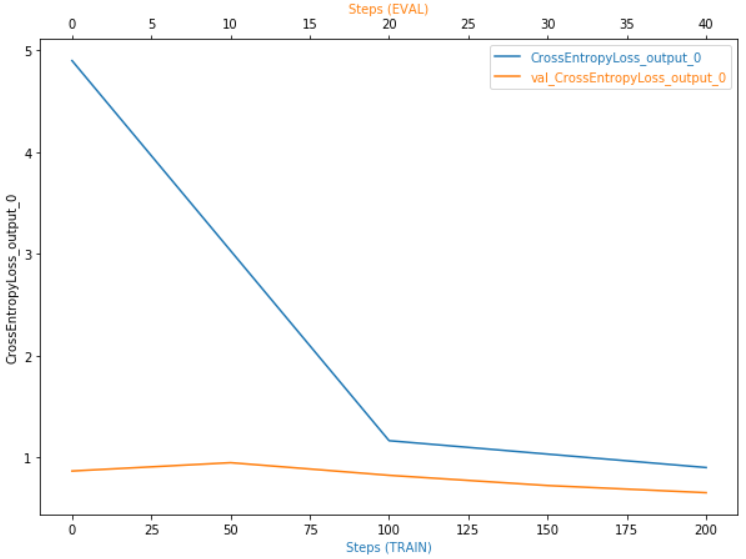 Steps (EVAL)
0 5 10 15 20 25 30 35 40
CrossEntropyLoss_output_0
val_CrossEntropyLoss_output_0
CrossEntropyLoss_output_0
5
4
3
2
1
0 25 50 75 100 125 150 175 200
Steps (TRAIN)